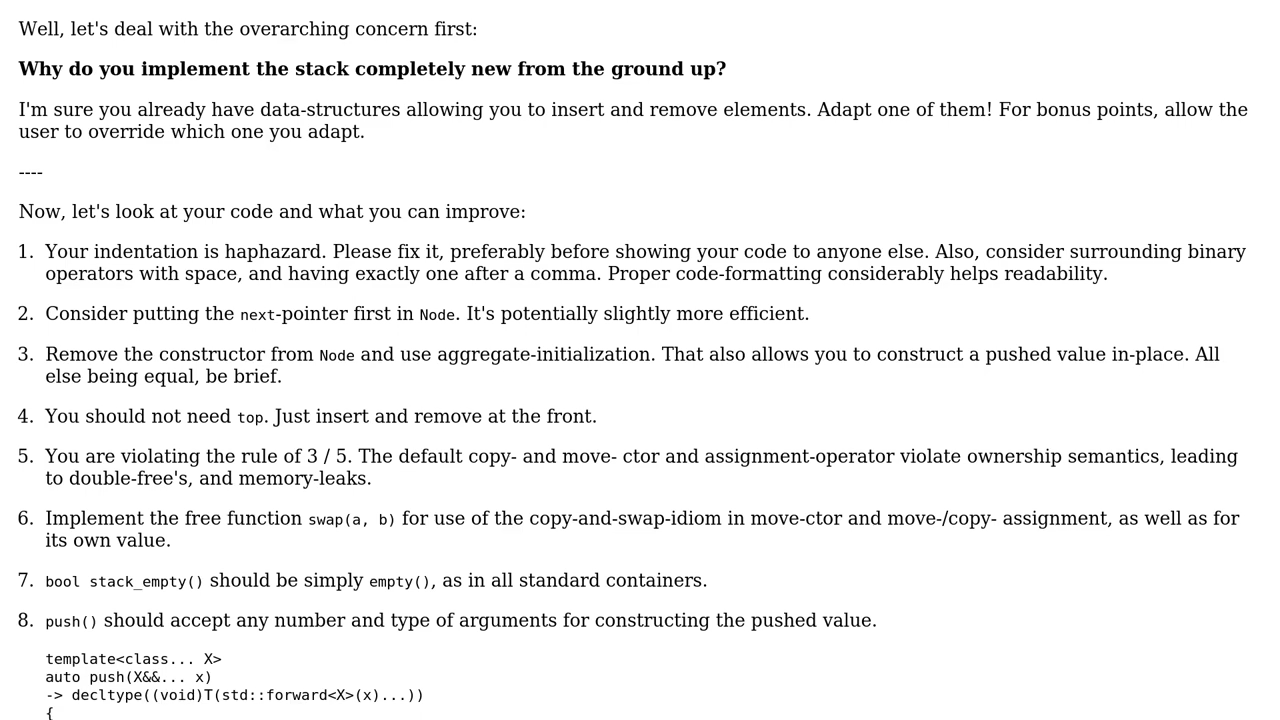 Well, let's deal with the overarching concern first:
Why do you implement the stack completely new from the ground up?
I'm sure you already have data-structures allowing you to insert and remove elements. Adapt one of them! For bonus points, allow the
user to override which one you adapt.
----
Now, let's look at your code and what you can improve:
1. Your indentation is haphazard. Please fix it, preferably before showing your code to anyone else. Also, consider surrounding binary
operators with space, and having exactly one after a comma. Proper code-formatting considerably helps readability.
2. Consider putting the next-pointer first in Node. It's potentially slightly more efficient.
3. Remove the constructor from Node and use aggregate-initialization. That also allows you to construct a pushed value in-place. All
else being equal, be brief.
4. You should not need top. Just insert and remove at the front.
5. You are violating the rule of 3 / 5. The default copy- and move- ctor and assignment-operator violate ownership semantics, leading
to double-free's, and memory-leaks.
6. Implement the free function swap(a, b) for use of the copy-and-swap-idiom in move-ctor and move-/copy- assignment, as well as for
its own value.
7. bool stack_empty() should be simply empty(), as in all standard containers.
8. push() should accept any number and type of arguments for constructing the pushed value.
template<class... X>
auto push(X&&... x)
-> decltype((void)T(std::forward<X>(x)...))
{